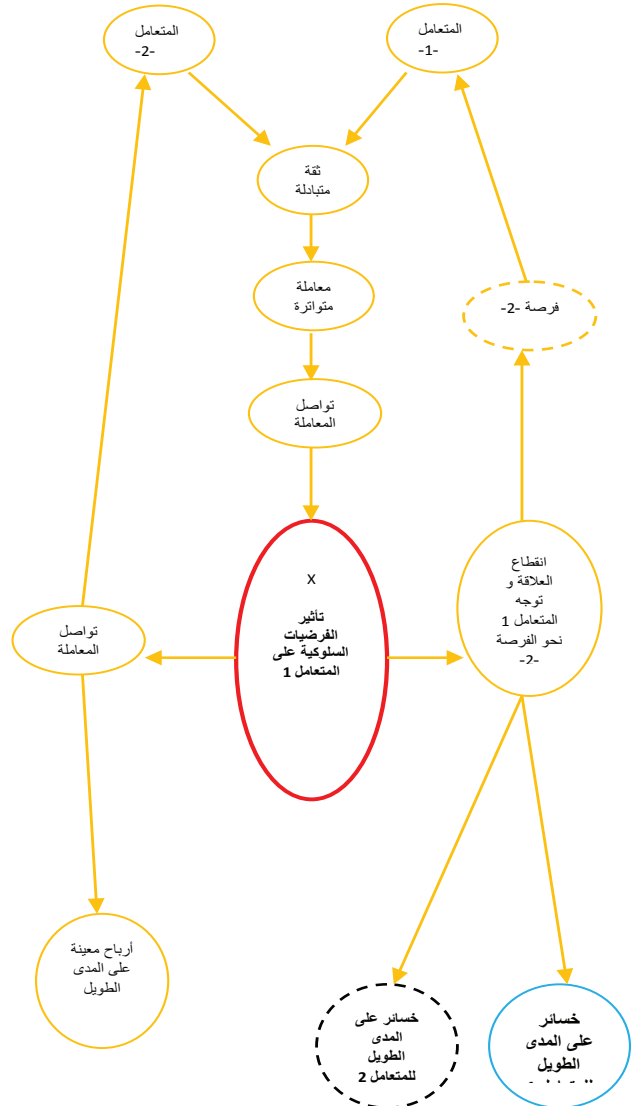 المتعامل
-1-
المتعامل
-2-
ثقة
متبادلة
معاملة
متواترة
فرصة -2-
تواصل
المعاملة
انقطاع
العلاقة و
توجه
المتعامل 1
نحو الفرصة
-2-
X
تأثير
الفرضيات
السلوكية على
المتعامل 1
تواصل
المعاملة
أرباح معينة
على المدى
الطويل
خسائر على
المدى
الطويل
للمتعامل 2
خسائر
على المدى
الطويل